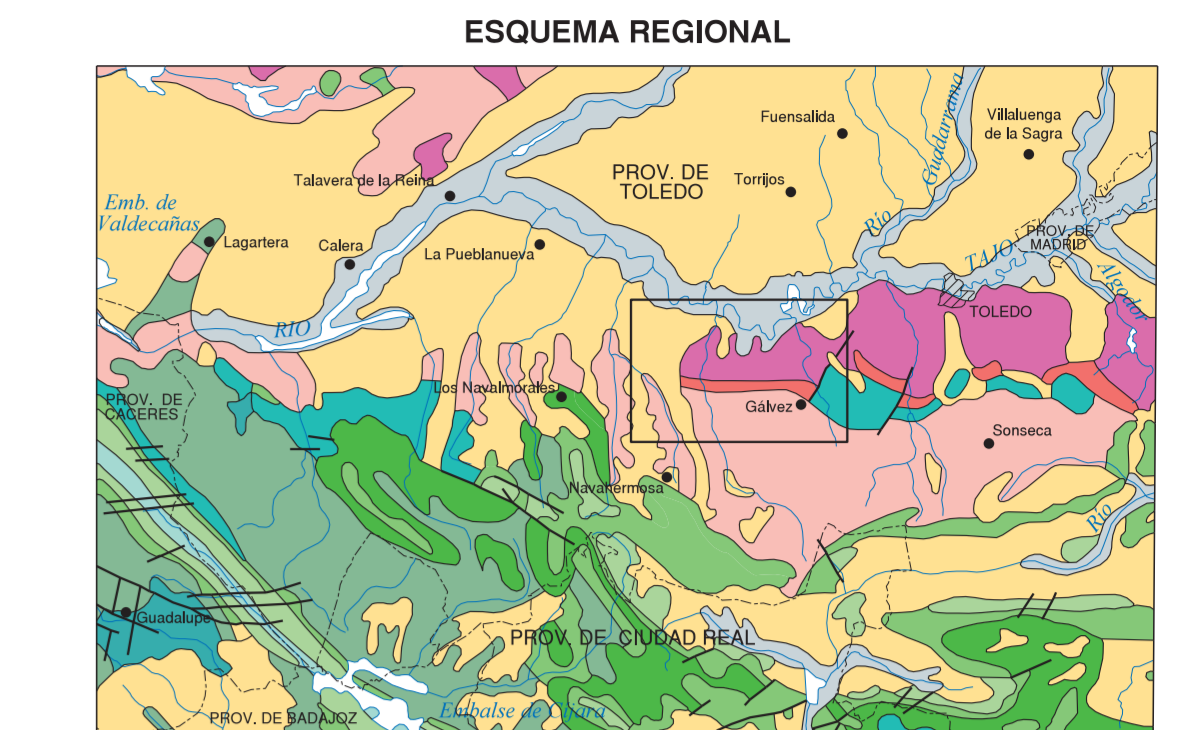 ESQUEMA REGIONAL
Fuensalida
Villaluenga
de la Sagra
Guadarrama
Río
Talavera de la Reina
PROV. DE
TOLEDO
Torrijos
Emb. de
Valdecañas
Lagartera
Calera
La Pueblanueva
TAJO
PROV. DE
MADRID
Algodor
RIO
TOLEDO
PROV. DE
CACERES
Los Navalmorales
Gálvez
Sonseca
Navahermosa
Río
Guadalupe
PROV. DE CIUDAD REAL
PROV. DE BADAJOZ
Embalse de Cíjara